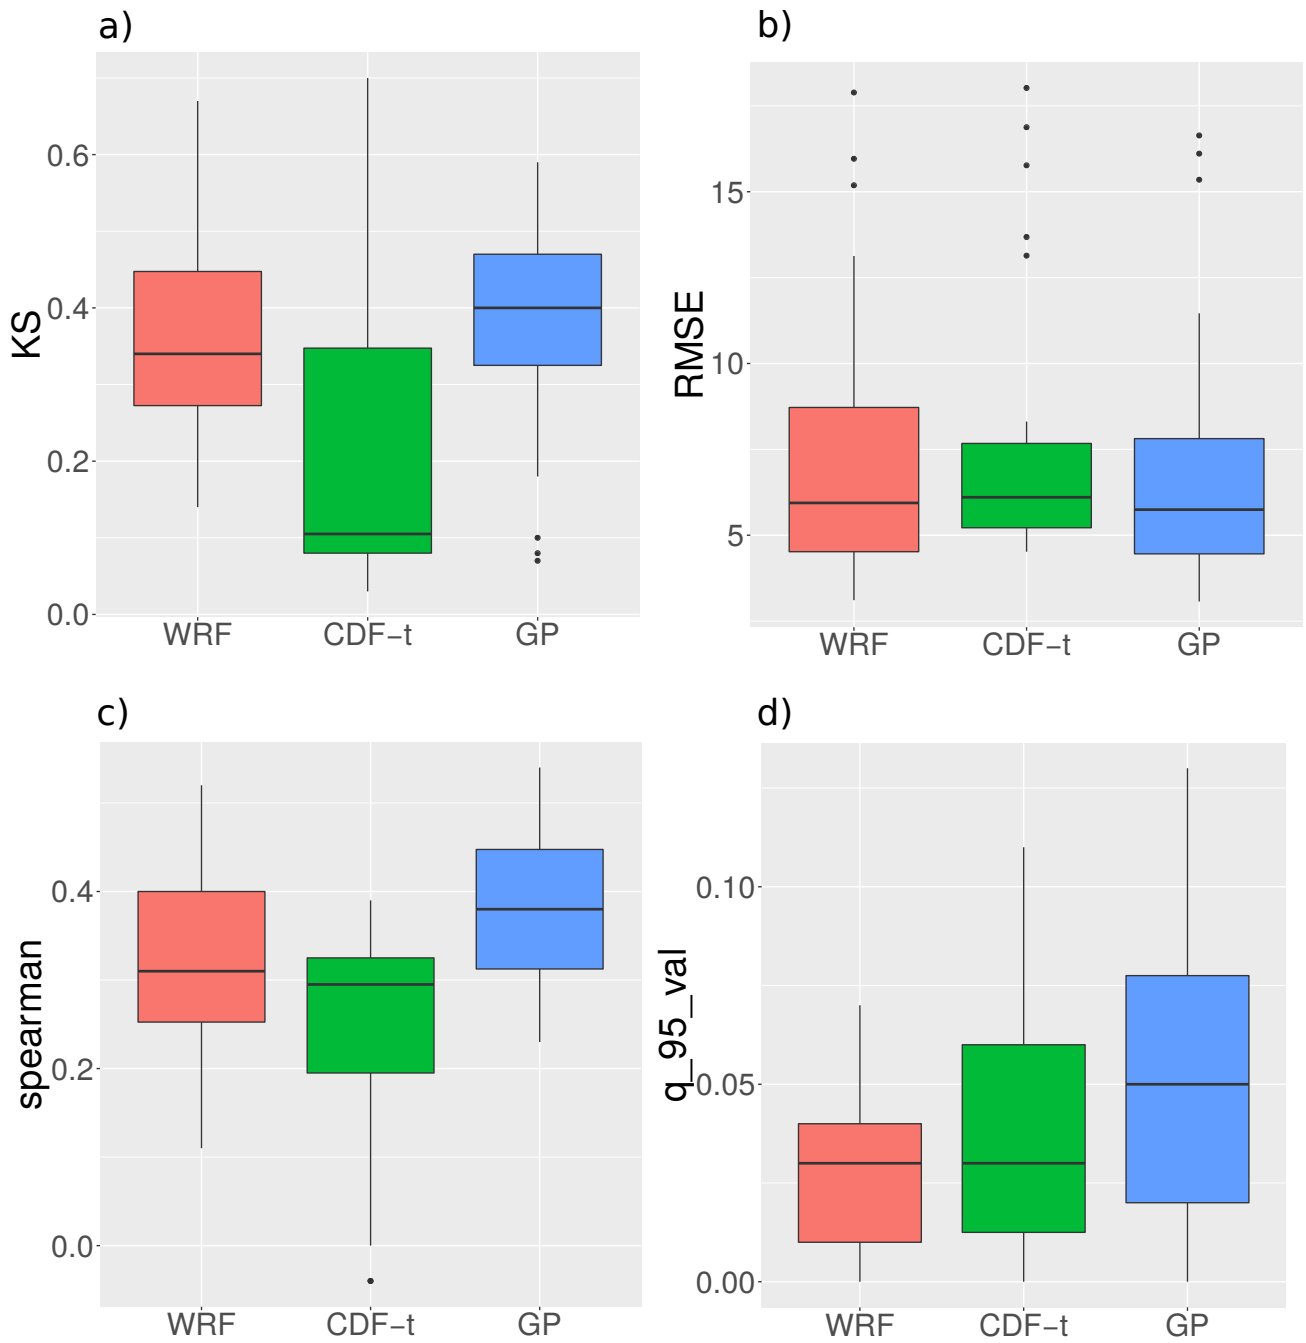 a)
KS
0.6
0.4
0.2
0.0
WRF CDF−t GP
b)
RMSE
15
10
5
WRF CDF−t GP
c)
spearman
0.4
0.2
0.0
WRF CDF−t GP
d)
q_95_val
0.10
0.05
0.00
WRF CDF−t GP